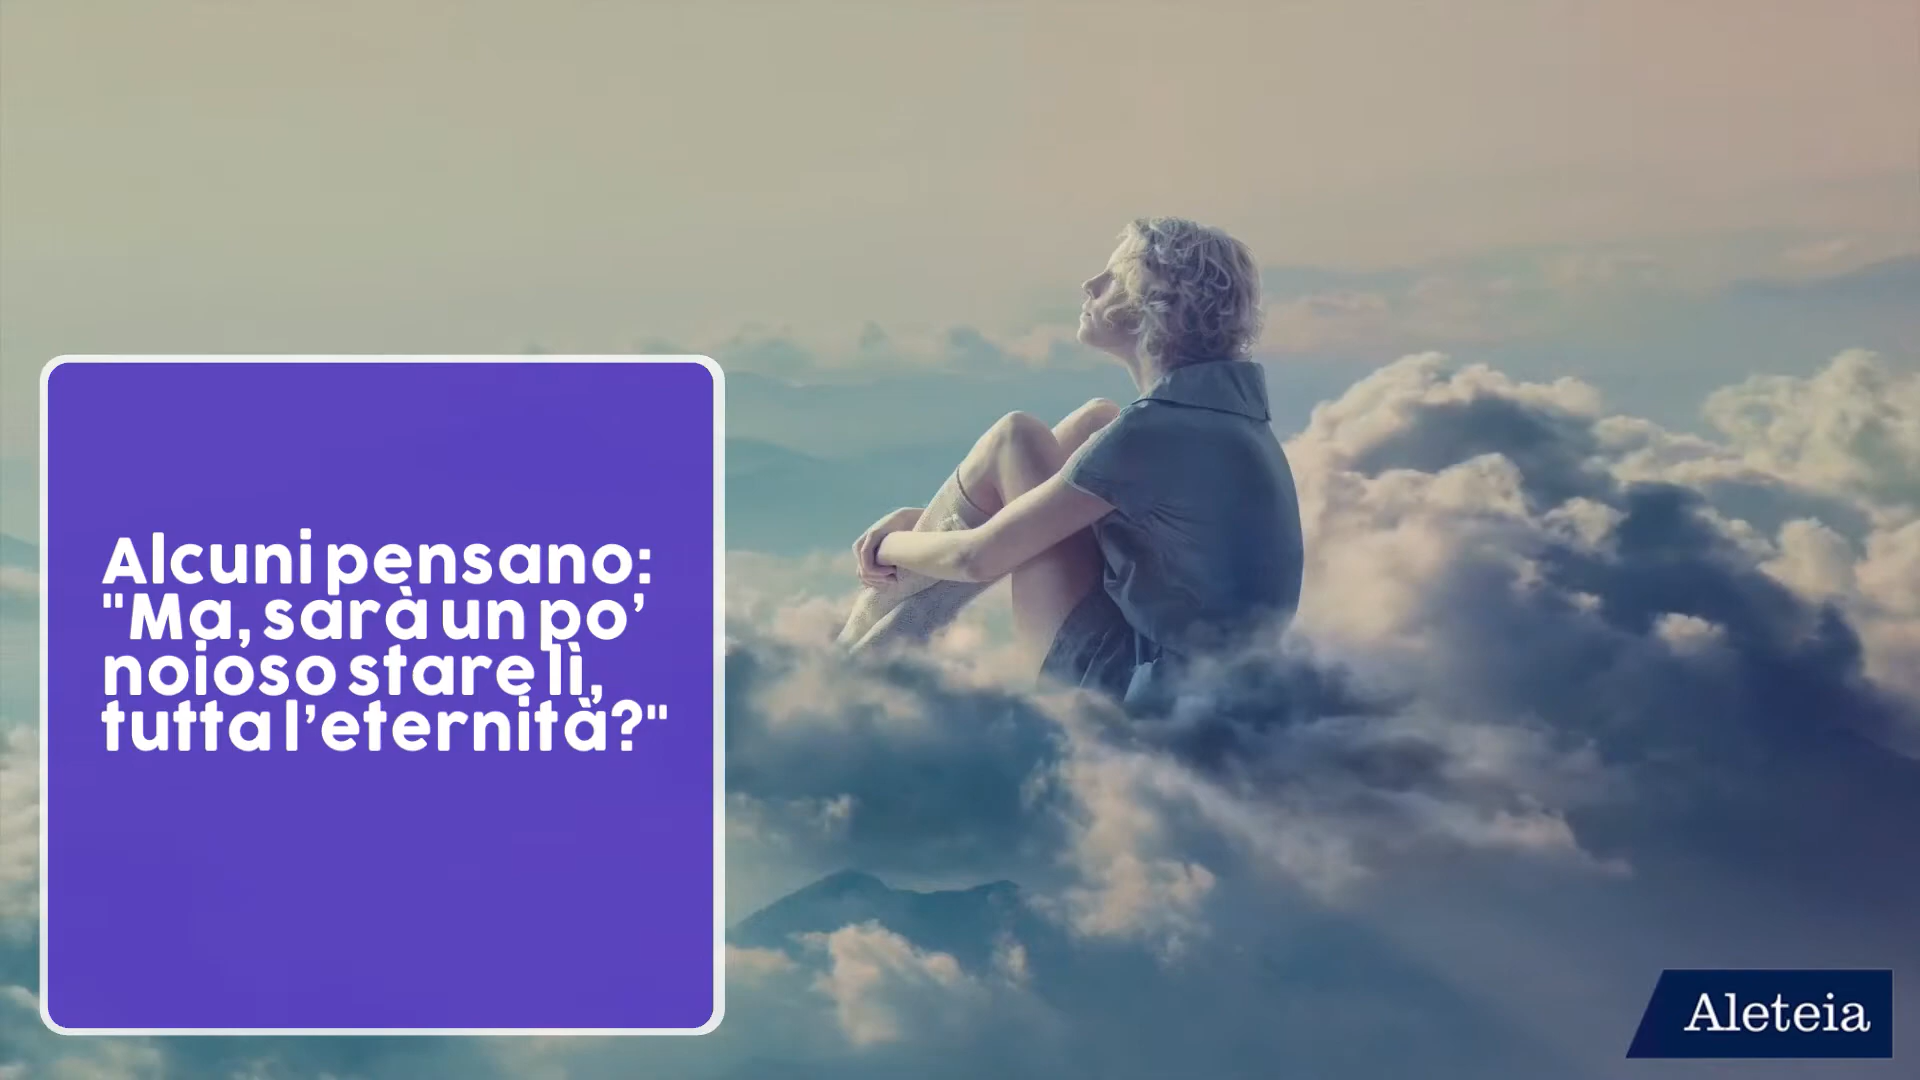 Alcuni pensano:
"Ma, sarà un po’
noioso stare lì,
tutta l’eternità?"
Aleteia